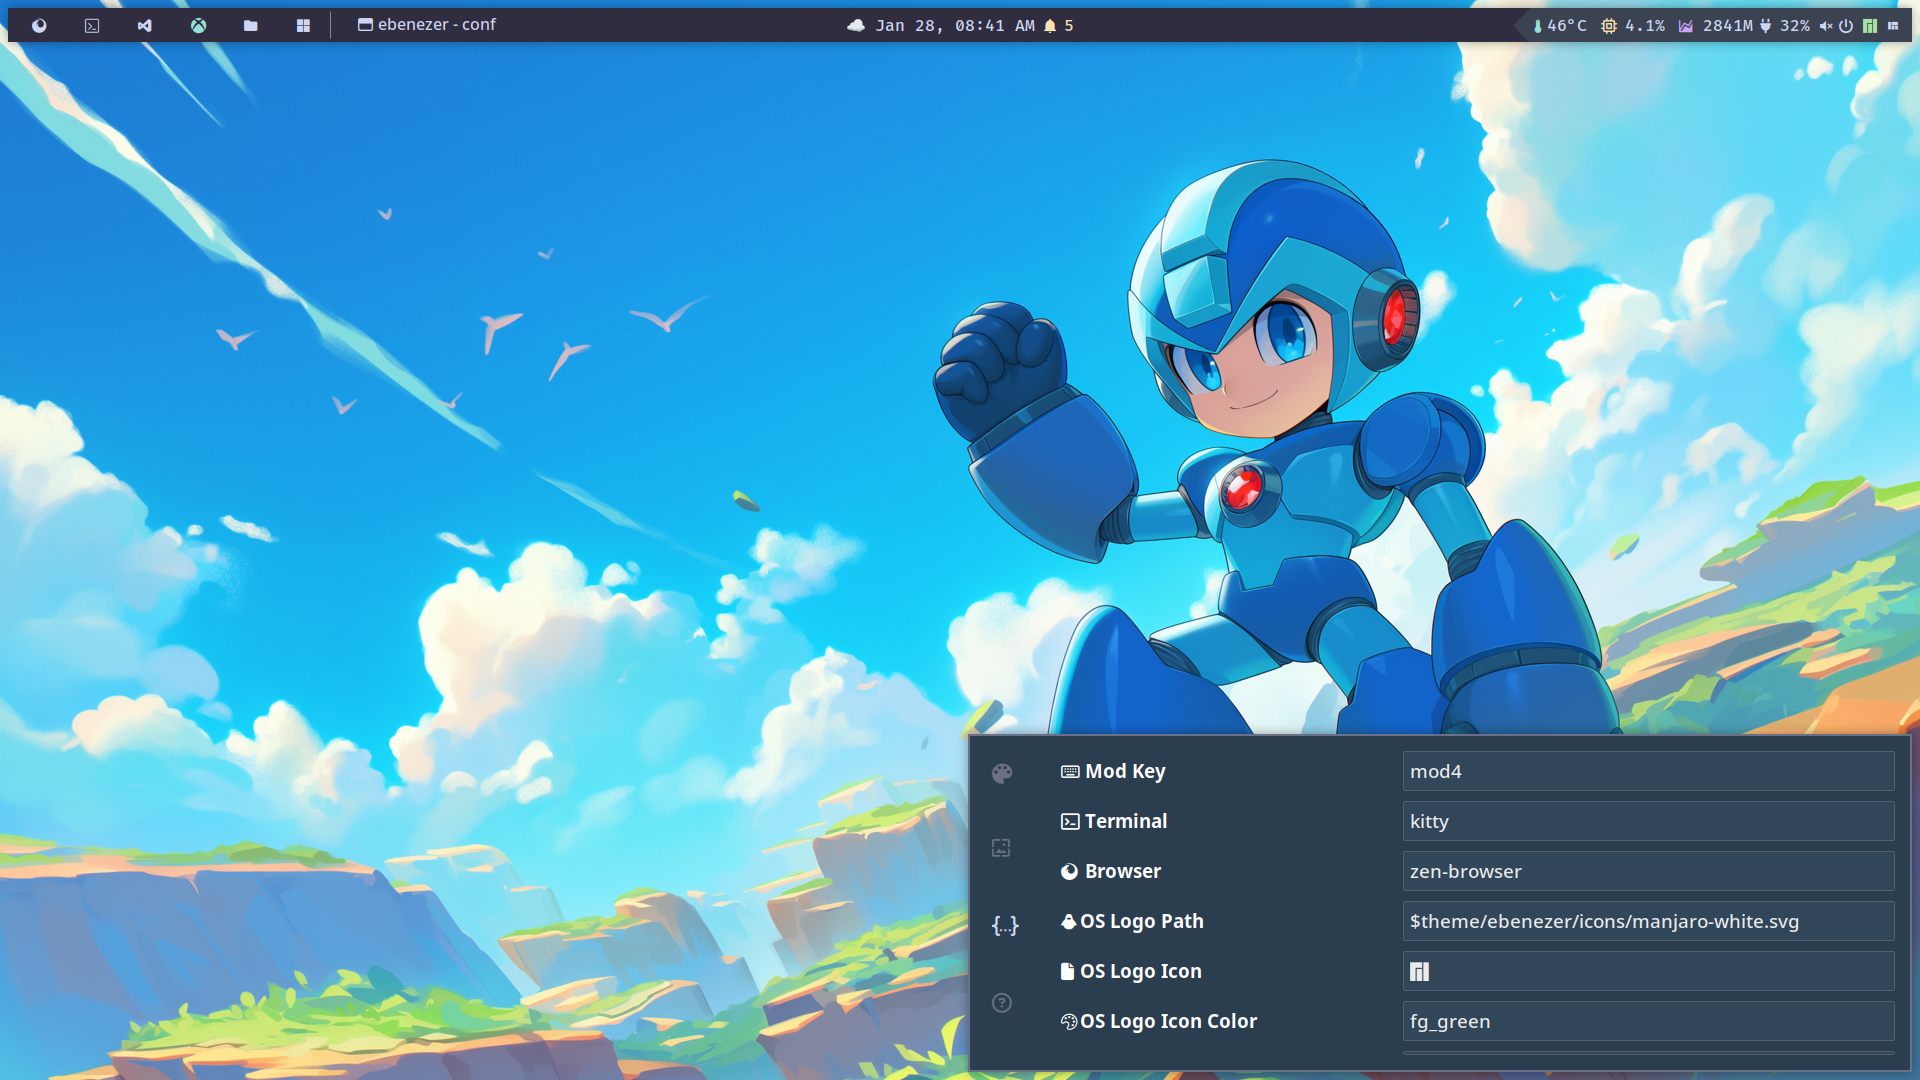 ebenezer - conf
Jan 28, 08:41 AM 5
46°C 4.1% 2841M 32%
Mod Key mod4
Terminal kitty
Browser zen-browser
OS Logo Path $theme/ebenezer/icons/manjaro-white.svg
OS Logo Icon
OS Logo Icon Color fg_green